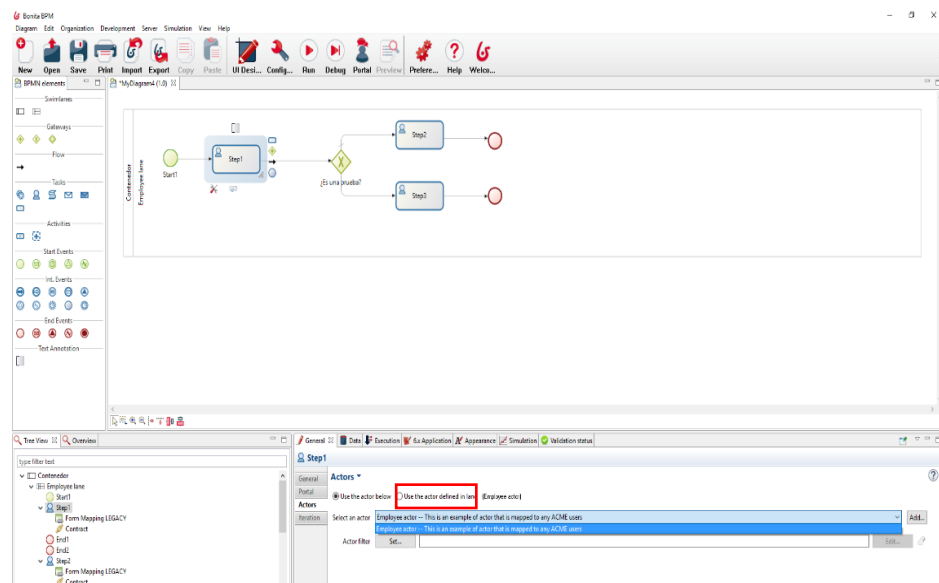 Bonita BPM
Diagram Edit Organization Development Server Simulation View Help
New Open Save Print Import Export Copy Paste UI Desi... Config... Run Debug Portal Preview Prefere... Help Welco...
BPMN elements
*MyDiagram4 (1.0)
Swimlanes
Gateways
Flow
Tasks
Activities
Start Events
Int. Events
End Events
Text Annotation
Contenedor
Employee lane
Start1
Step1
¿Es una prueba?
Step2
Step3
Tree View Overview
type filter text
Contenedor
Employee lane
Start1
Step1
Form Mapping LEGACY
Contract
End1
End2
Step2
Form Mapping LEGACY
Contract
General Data Execution 6.x Application Appearance Simulation Validation status
Step1
General
Portal
Actors
Iteration
Actors
Use the actor below Use the actor defined in lane (Employee actor)
Select an actor Employee actor -- This is an example of actor that is mapped to any ACME users Add...
Employee actor -- This is an example of actor that is mapped to any ACME users
Actor filter Set... Edit...